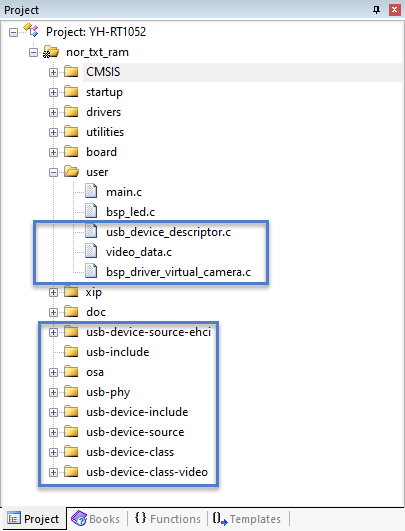 Project
Project: YH-RT1052
nor_txt_ram
CMSIS
startup
drivers
utilities
board
user
main.c
bsp_led.c
usb_device_descriptor.c
video_data.c
bsp_driver_virtual_camera.c
xip
doc
usb-device-source-ehci
usb-include
osa
usb-phy
usb-device-include
usb-device-source
usb-device-class
usb-device-class-video
Project Books {} Functions 0 Templates